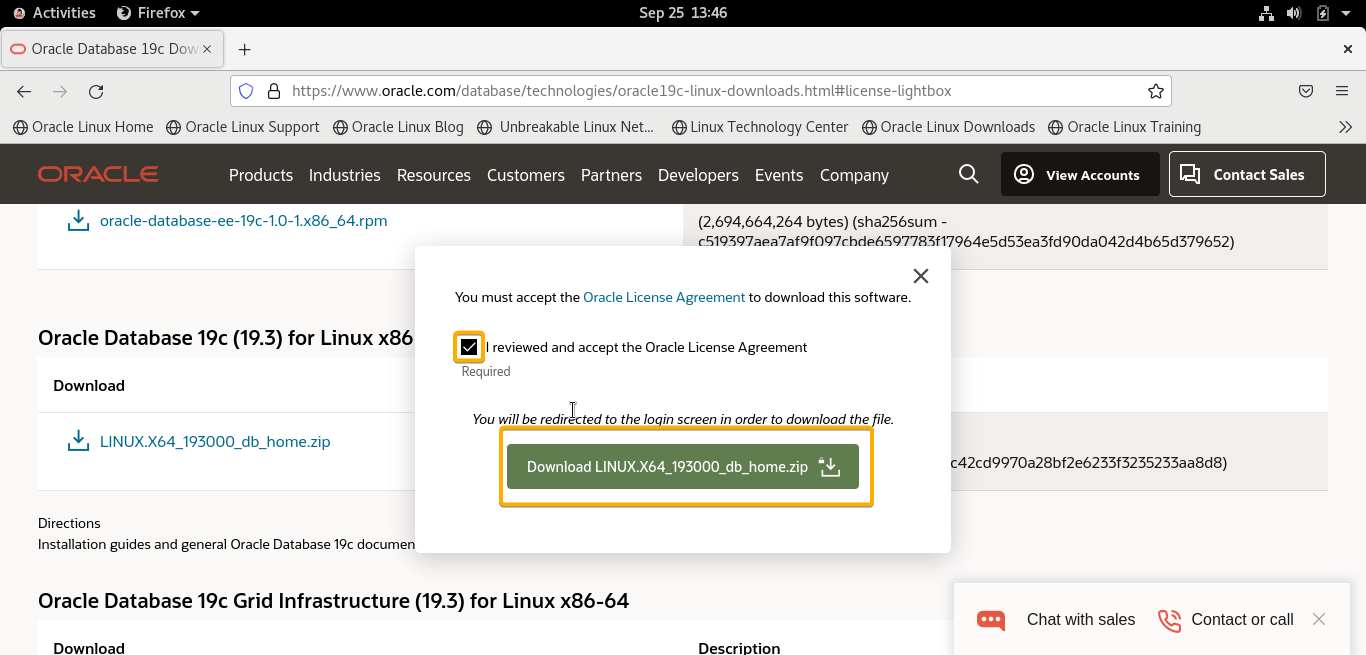 Activities Firefox Sep 25 13:46
Oracle Database 19c Dow
https://www.oracle.com/database/technologies/oracle19c-linux-downloads.html#license-lightbox
Oracle Linux Home Oracle Linux Support Oracle Linux Blog Unbreakable Linux Net... Linux Technology Center Oracle Linux Downloads Oracle Linux Training
ORACLE Products Industries Resources Customers Partners Developers Events Company View Accounts Contact Sales
oracle-database-ee-19c-1.0-1.x86_64.rpm
(2,694,664,264 bytes) (sha256sum -
c519397aea7af9f097cbde6597783f17964e5d53ea3fd90da042d4b65d379652)
You must accept the Oracle License Agreement to download this software.
I reviewed and accept the Oracle License Agreement
Required
You will be redirected to the login screen in order to download the file.
Download LINUX.X64_193000_db_home.zip
Oracle Database 19c (19.3) for Linux x86
Download
LINUX.X64_193000_db_home.zip
c42cd9970a28bf2e6233f3235233aa8d8)
Directions
Installation guides and general Oracle Database 19c documen
Oracle Database 19c Grid Infrastructure (19.3) for Linux x86-64
Download Description
Chat with sales Contact or call